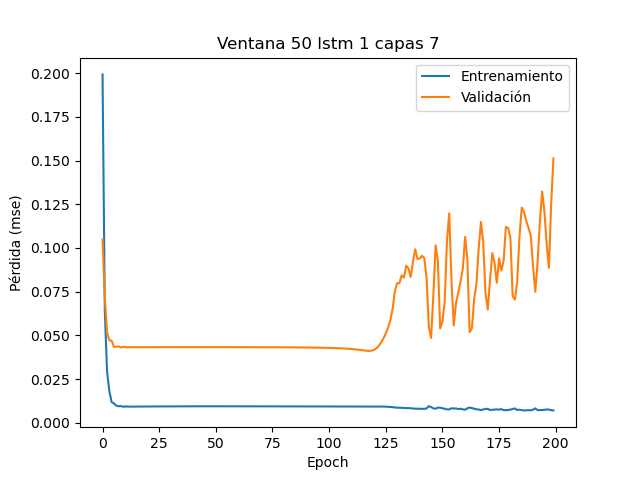 Ventana 50 lstm 1 capas 7
Entrenamiento
Validación
Pérdida (mse)
0.200
0.175
0.150
0.125
0.100
0.075
0.050
0.025
0.000
0 25 50 75 100 125 150 175 200
Epoch